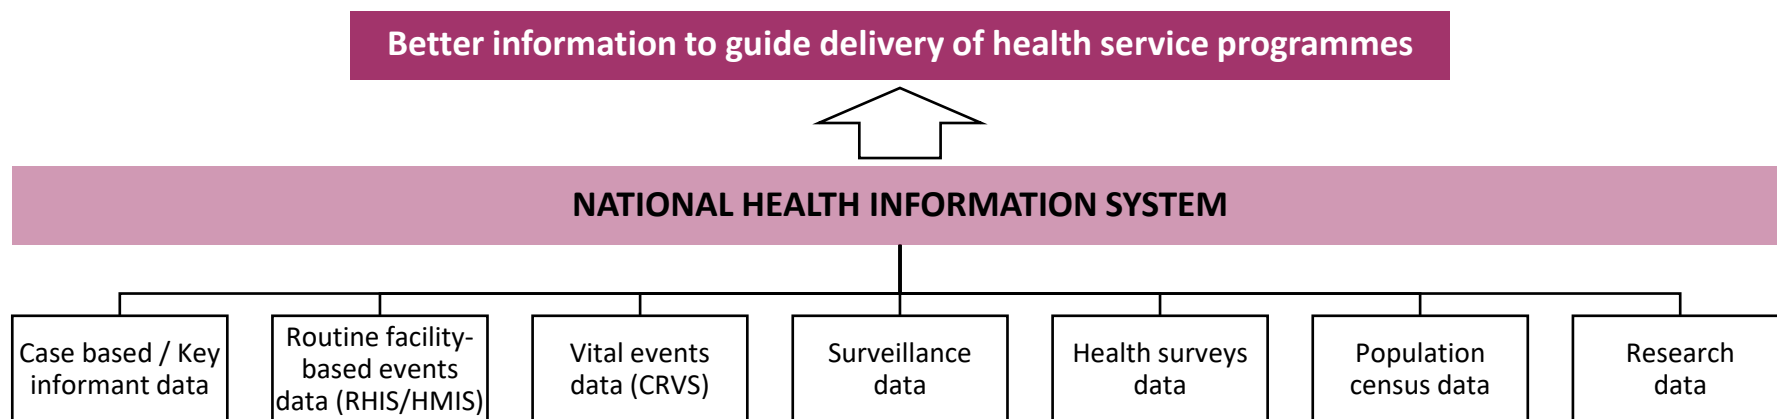 Better information to guide delivery of health service programmes
NATIONAL HEALTH INFORMATION SYSTEM
Case based / Key
informant data
Routine facility-
based events
data (RHIS/HMIS)
Vital events
data (CRVS)
Surveillance
data
Health surveys
data
Population
census data
Research
data